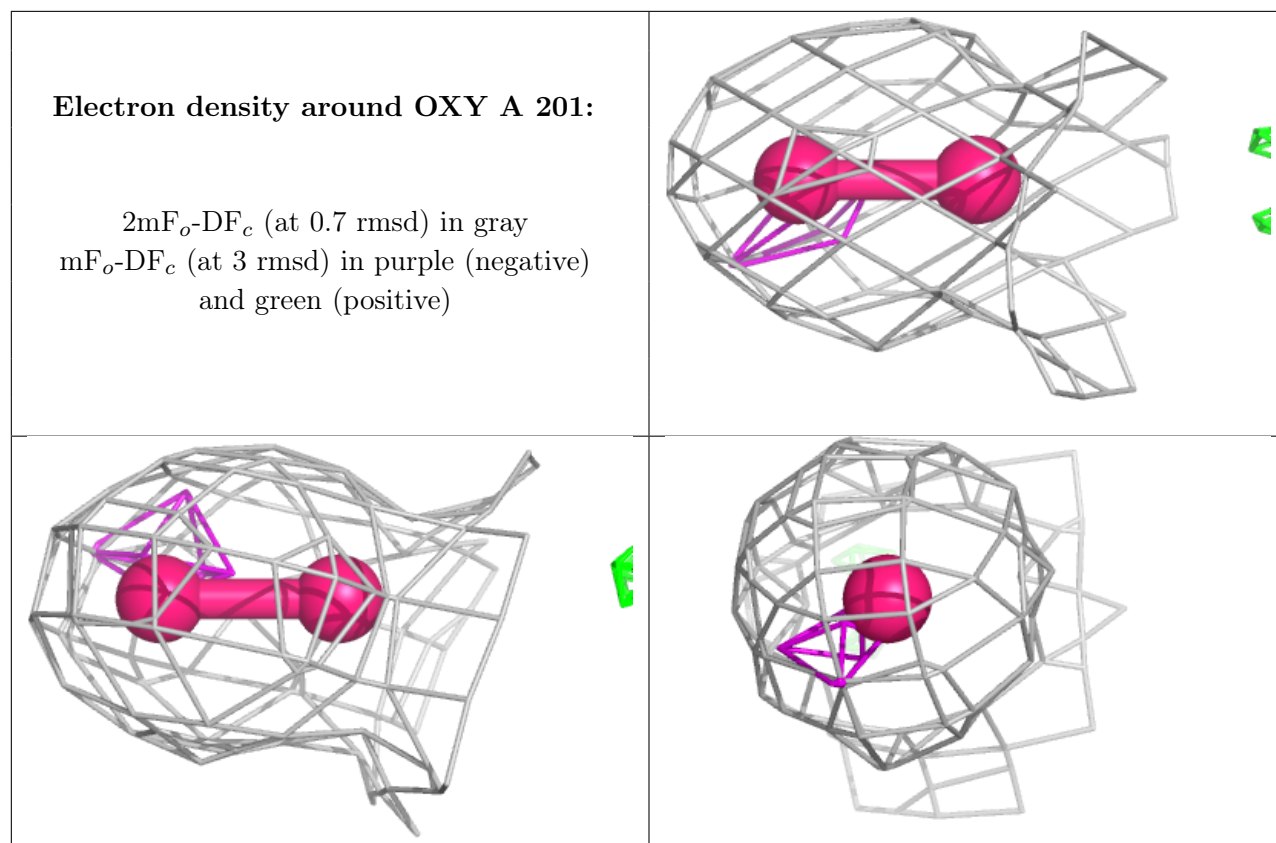 Electron density around OXY A 201:
2mFo-DFc (at 0.7 rmsd) in gray
mFo-DFc (at 3 rmsd) in purple (negative)
and green (positive)